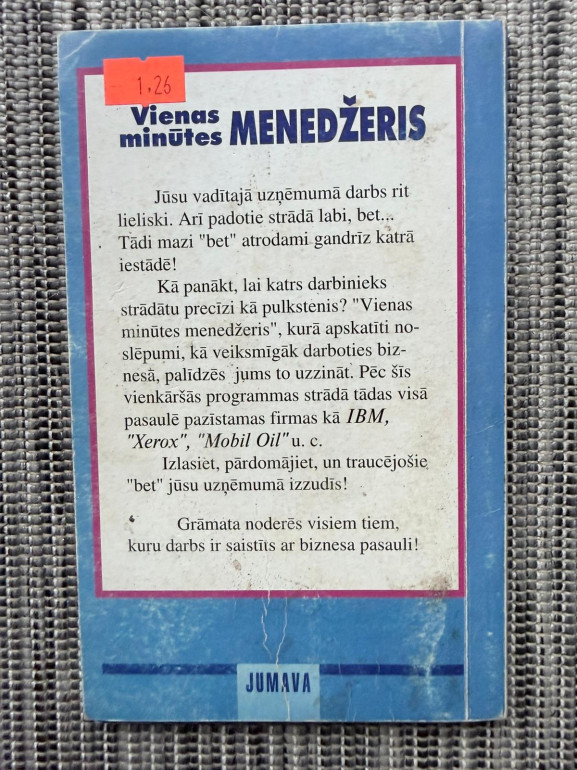 1.26
Vienas
minūtes MENEDŽERIS
Jūsu vadītajā uzņēmumā darbs rit
lieliski. Arī padotie strādā labi, bet...
Tādi mazi "bet" atrodami gandrīz katrā
iestādē!
Kā panākt, lai katrs darbinieks
strādātu precīzi kā pulkstenis? "Vienas
minūtes menedžeris", kurā apskatīti no-
slēpumi, kā veiksmīgāk darboties biz-
nesā, palīdzēs jums to uzzināt. Pēc šīs
vienkāršās programmas strādā tādas visā
pasaulē pazīstamas firmas kā IBM,
"Xerox", "Mobil Oil" u. c.
Izlasiet, pārdomājiet, un traucējošie
"bet" jūsu uzņēmumā izzudīs!
Grāmata noderēs visiem tiem,
kuru darbs ir saistīts ar biznesa pasauli!
JUMAVA